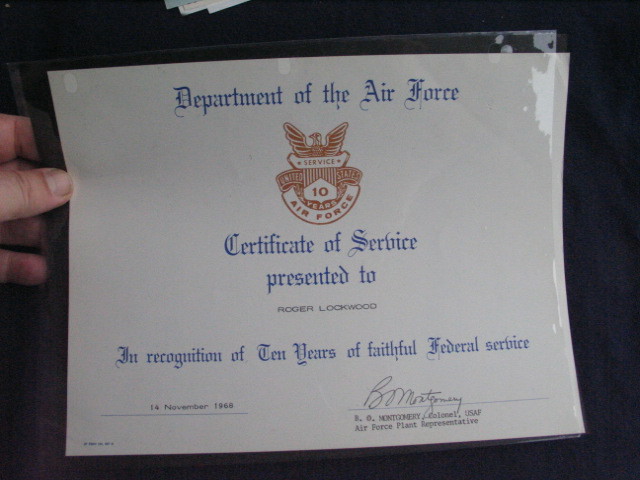 Department of the Air Force
SERVICE
UNITED STATES
10
YEARS
AIR FORCE
Certificate of Service
presented to
ROGER LOCKWOOD
In recognition of Ten Years of faithful Federal service
14 November 1968
B O Montgomery
B. O. MONTGOMERY, Colonel, USAF
Air Force Plant Representative